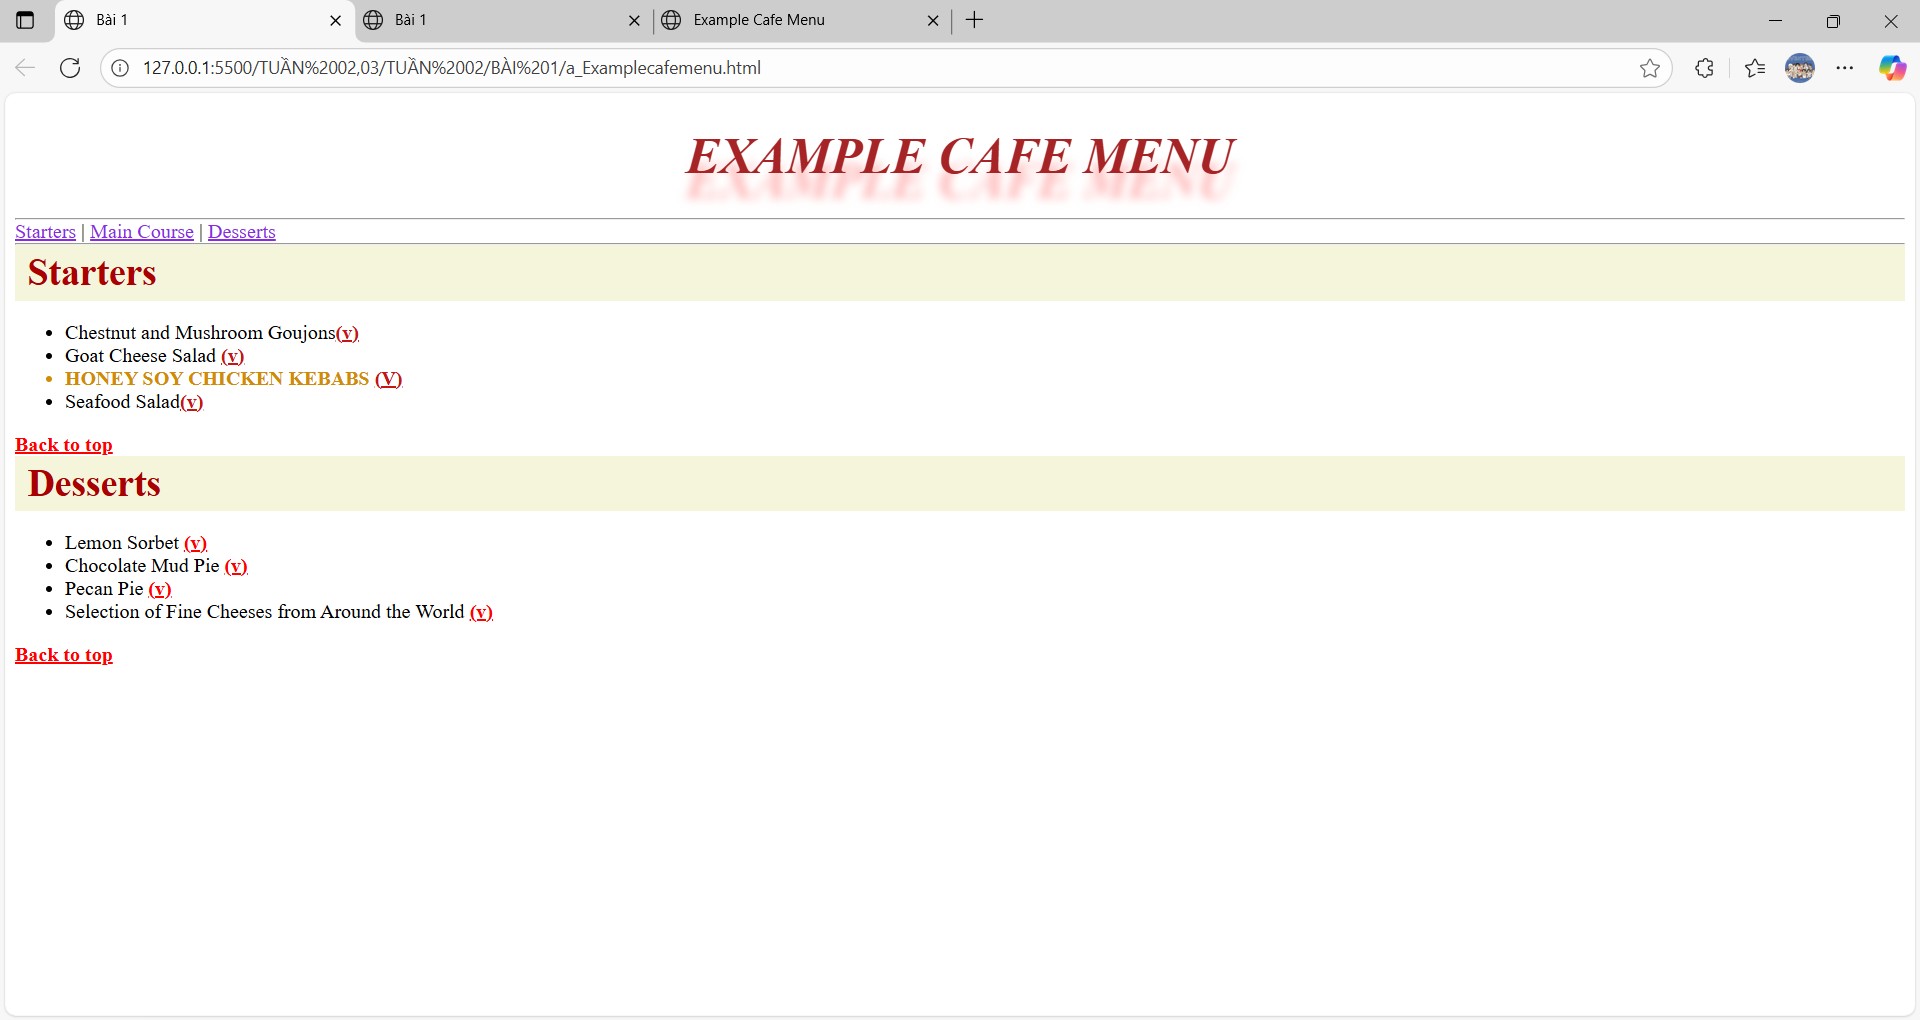 Bài 1
Bài 1
Example Cafe Menu
127.0.0.1:5500/TUẦN%2002,03/TUẦN%2002/BÀI%201/a_Examplecafemenu.html
EXAMPLE CAFE MENU
Starters | Main Course | Desserts
Starters
• Chestnut and Mushroom Goujons(v)
• Goat Cheese Salad (v)
• HONEY SOY CHICKEN KEBABS (V)
• Seafood Salad(v)
Back to top
Desserts
• Lemon Sorbet (v)
• Chocolate Mud Pie (v)
• Pecan Pie (v)
• Selection of Fine Cheeses from Around the World (v)
Back to top